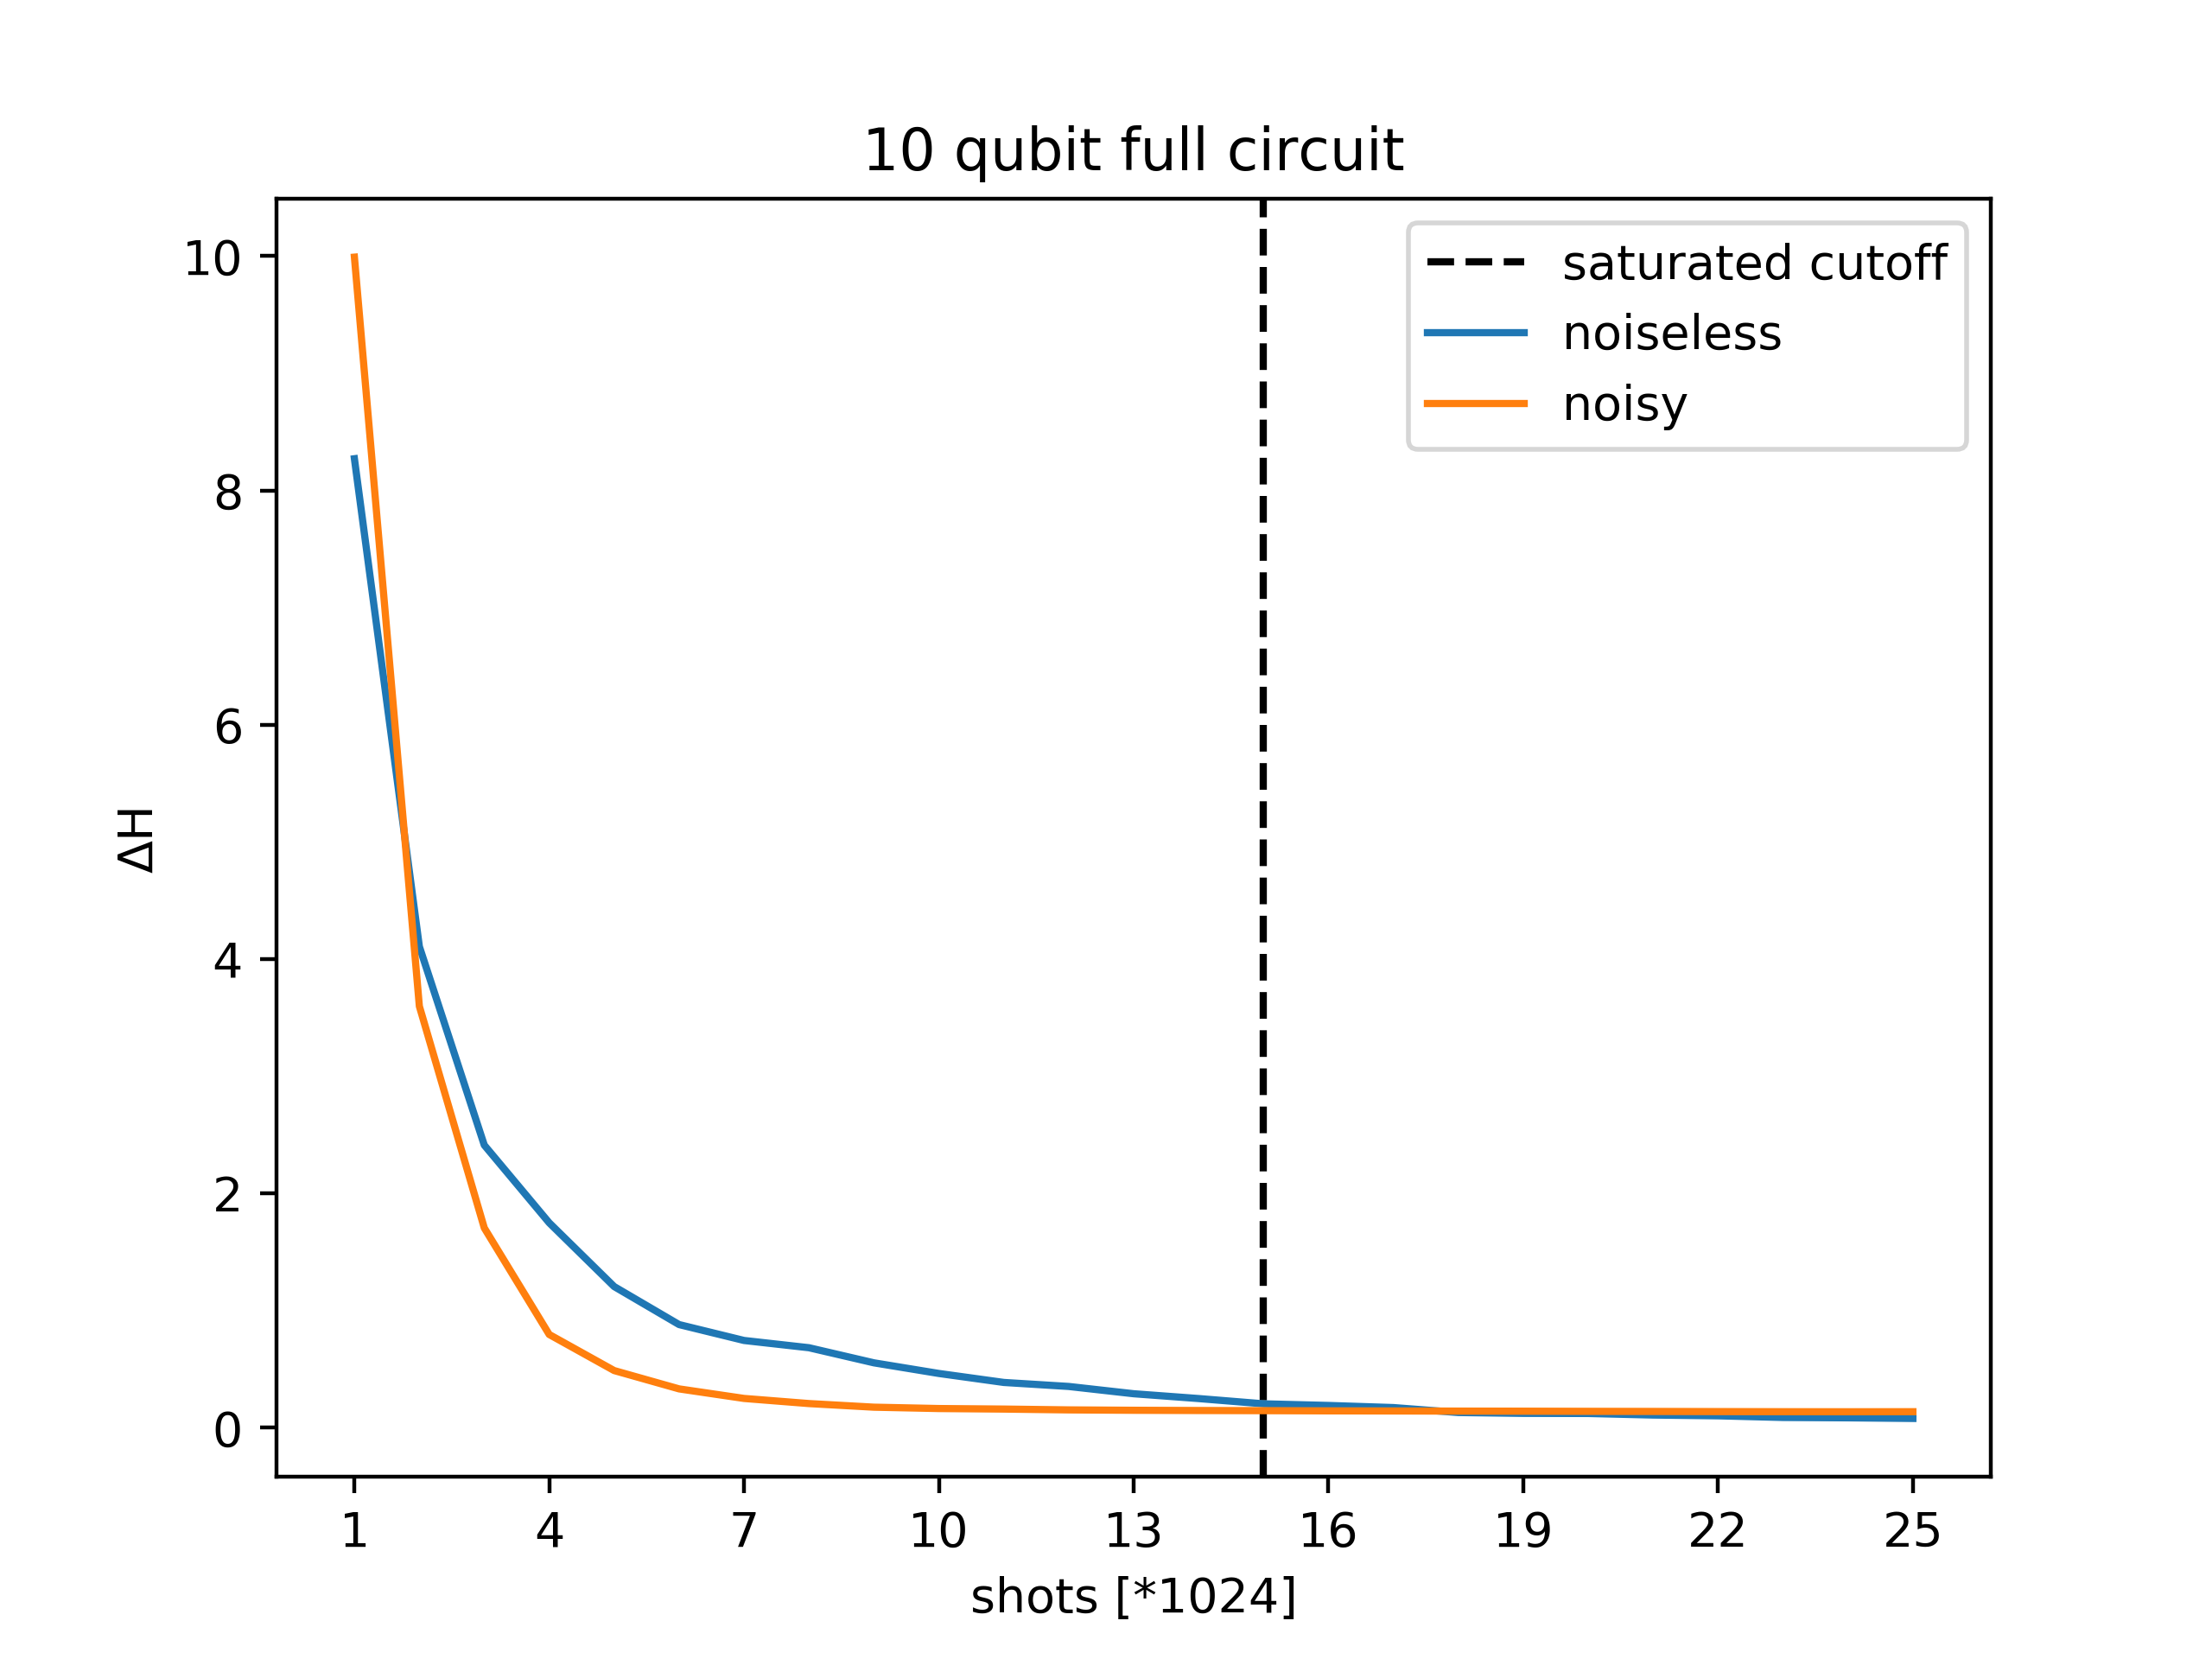 10 qubit full circuit
saturated cutoff
noiseless
noisy
10
8
6
4
2
0
ΔH
1 4 7 10 13 16 19 22 25
shots [*1024]